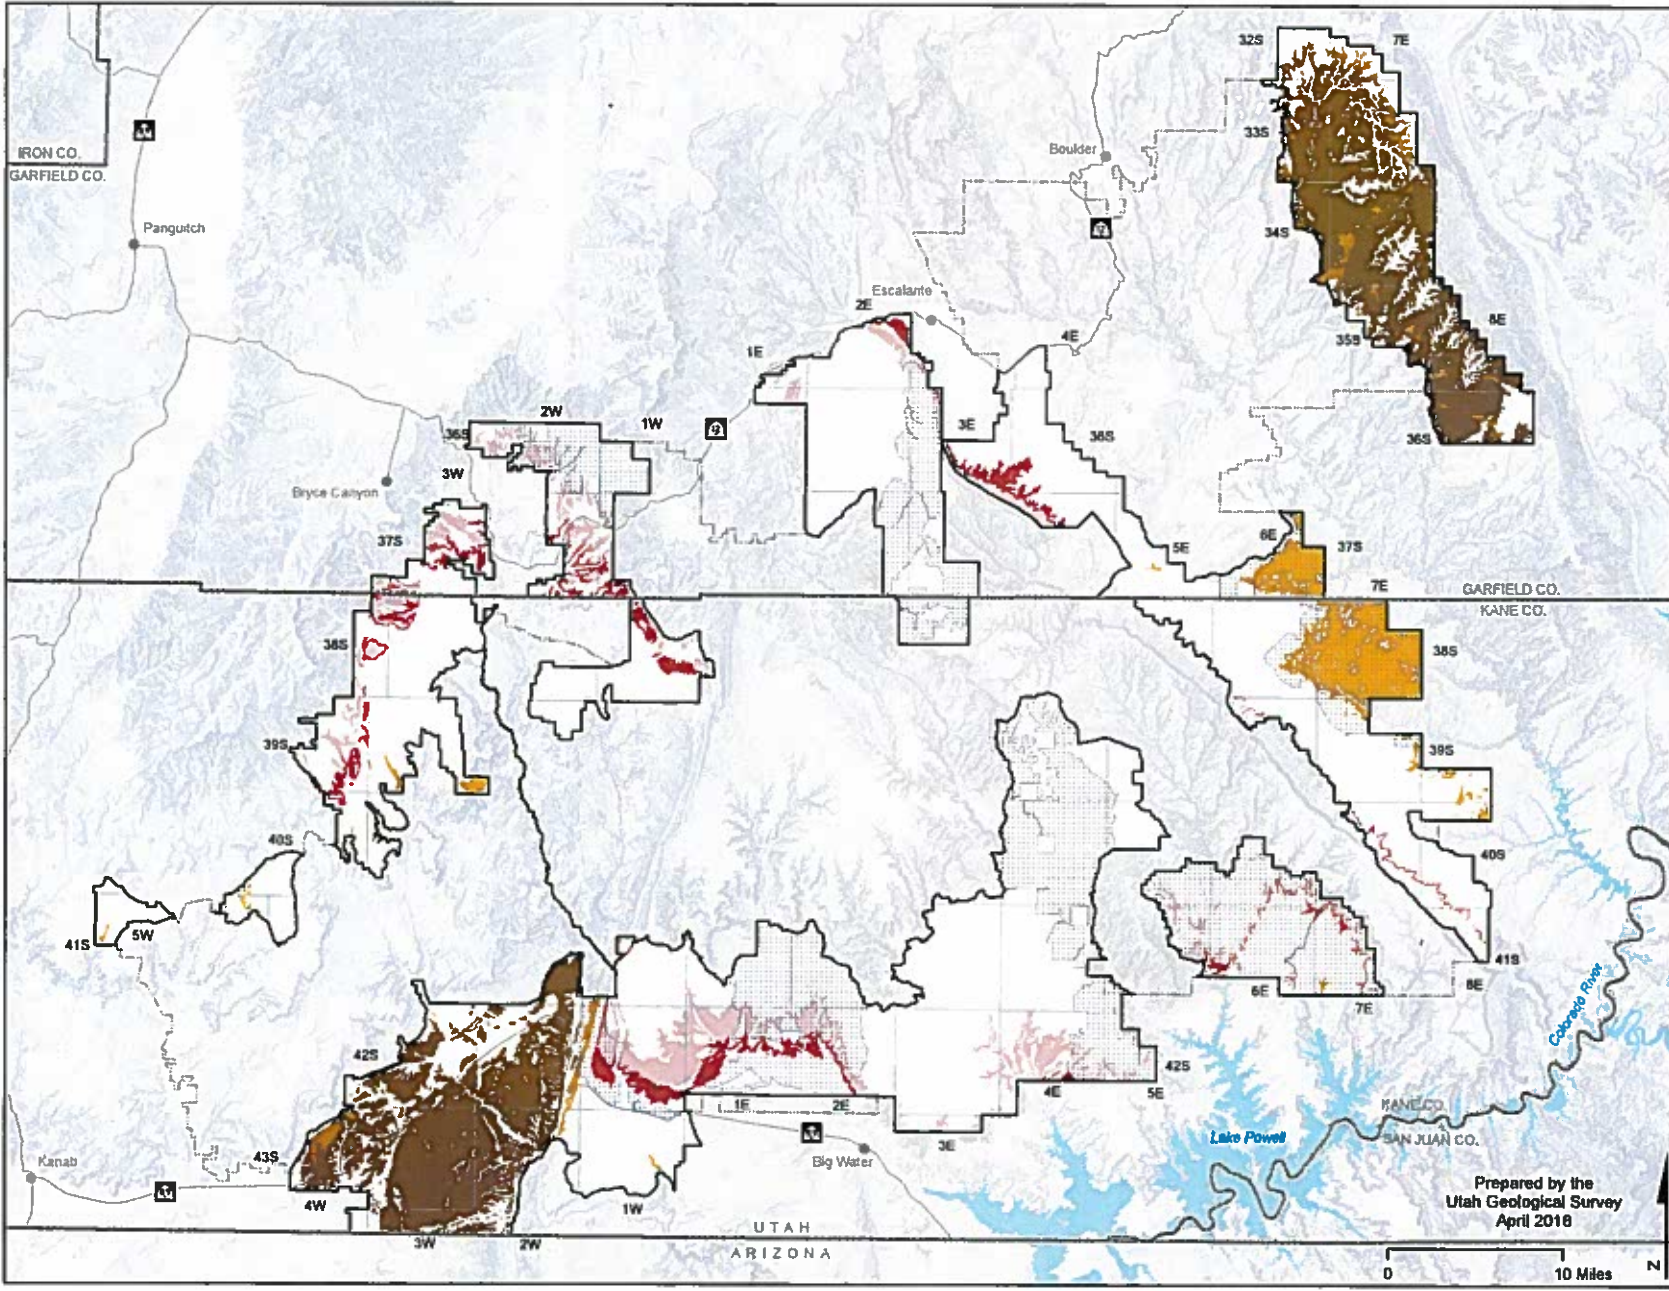 32S
7E
33S
IRON CO.
GARFIELD CO.
Boulder
Panguitch
34S
Escalante
2E
8E
4E
35S
1E
2W
1W
3E
36S
36S
36S
3W
Bryce Canyon
37S
5E
6E
37S
7E
GARFIELD CO.
KANE CO.
38S
38S
39S
39S
40S
40S
41S
5W
41S
6E
8E
7E
Colorado River
42S
42S
4E
5E
1E
2E
KANE CO.
SAN JUAN CO.
3E
Lake Powell
43S
Kanab
Big Water
4W
1W
Prepared by the
Utah Geological Survey
April 2018
UTAH
ARIZONA
3W
2W
0
10 Miles
N